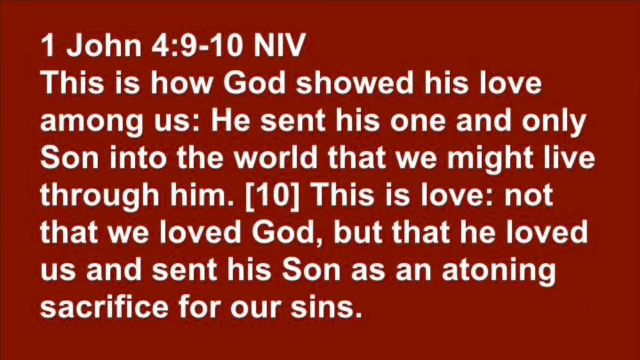 1 John 4:9-10 NIV
This is how God showed his love
among us: He sent his one and only
Son into the world that we might live
through him. [10] This is love: not
that we loved God, but that he loved
us and sent his Son as an atoning
sacrifice for our sins.